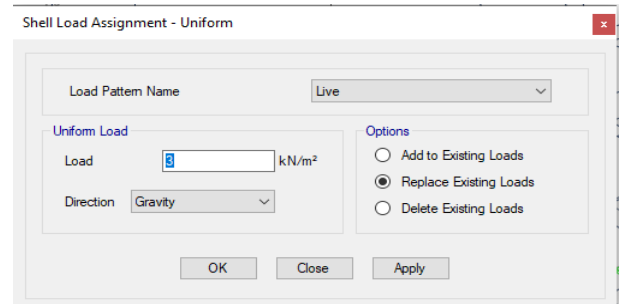 Shell Load Assignment - Uniform
x
Load Pattern Name
Live
Uniform Load
Load
3
kN/m²
Direction
Gravity
Options
Add to Existing Loads
Replace Existing Loads
Delete Existing Loads
OK
Close
Apply